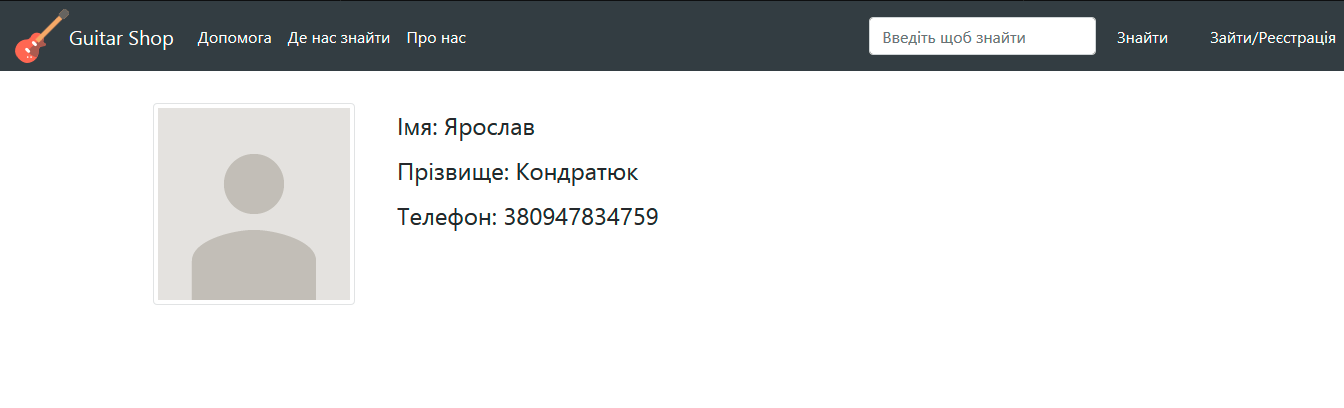 Guitar Shop Допомога Де нас знайти Про нас Введіть щоб знайти Знайти Зайти/Реєстрація
Імя: Ярослав
Прізвище: Кондратюк
Телефон: 380947834759